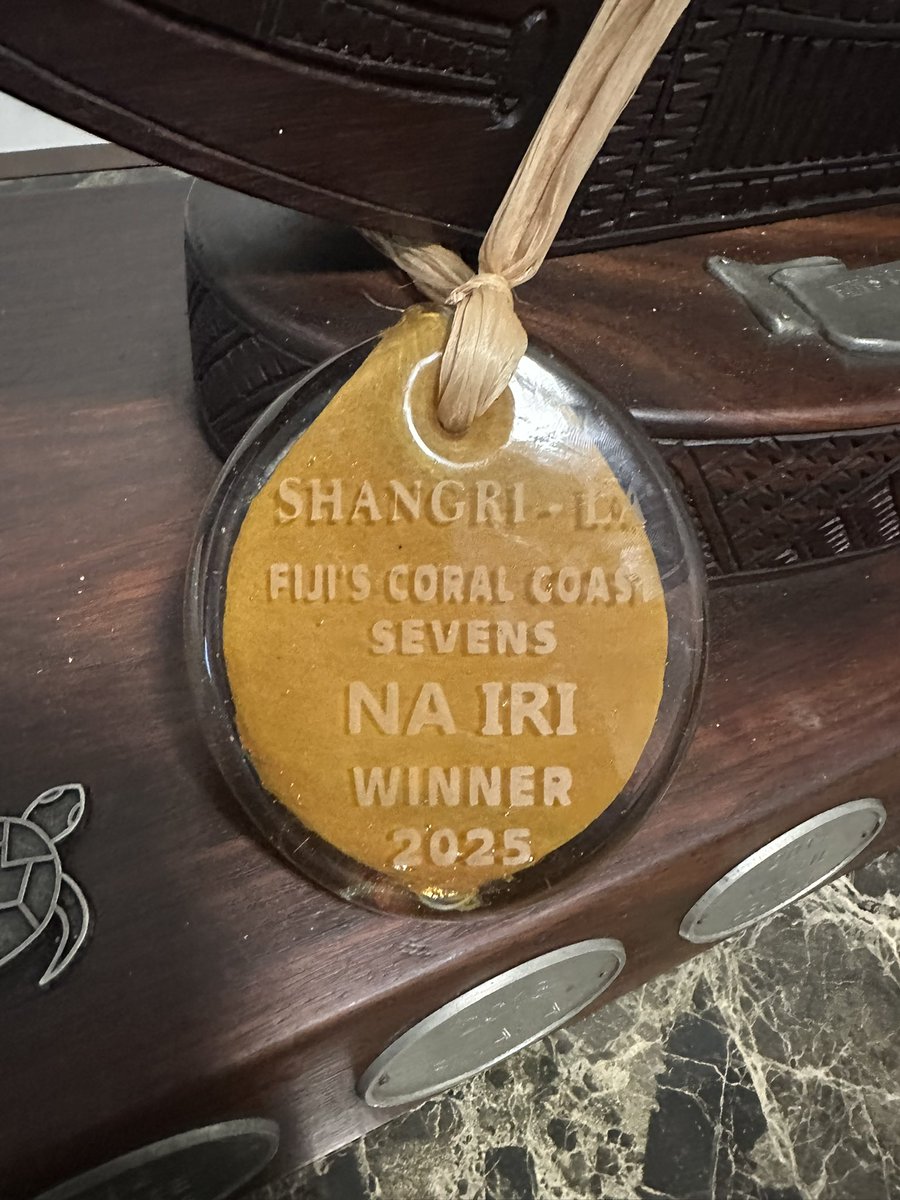 SHANGRI - LA
FIJI'S CORAL COAST
SEVENS
NA IRI
WINNER
2025